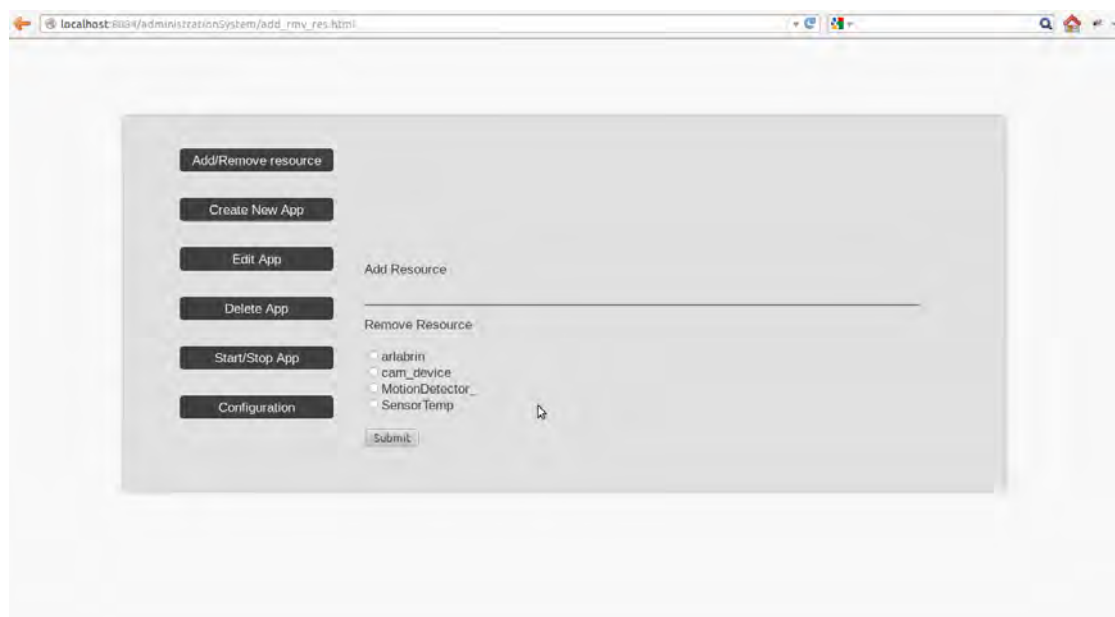 localhost:8084/administrationSystem/add_rmv_res.html
Add/Remove resource
Create New App
Edit App
Delete App
Start/Stop App
Configuration
Add Resource
Remove Resource
arlabrin
cam_device
MotionDetector_
SensorTemp
Submit